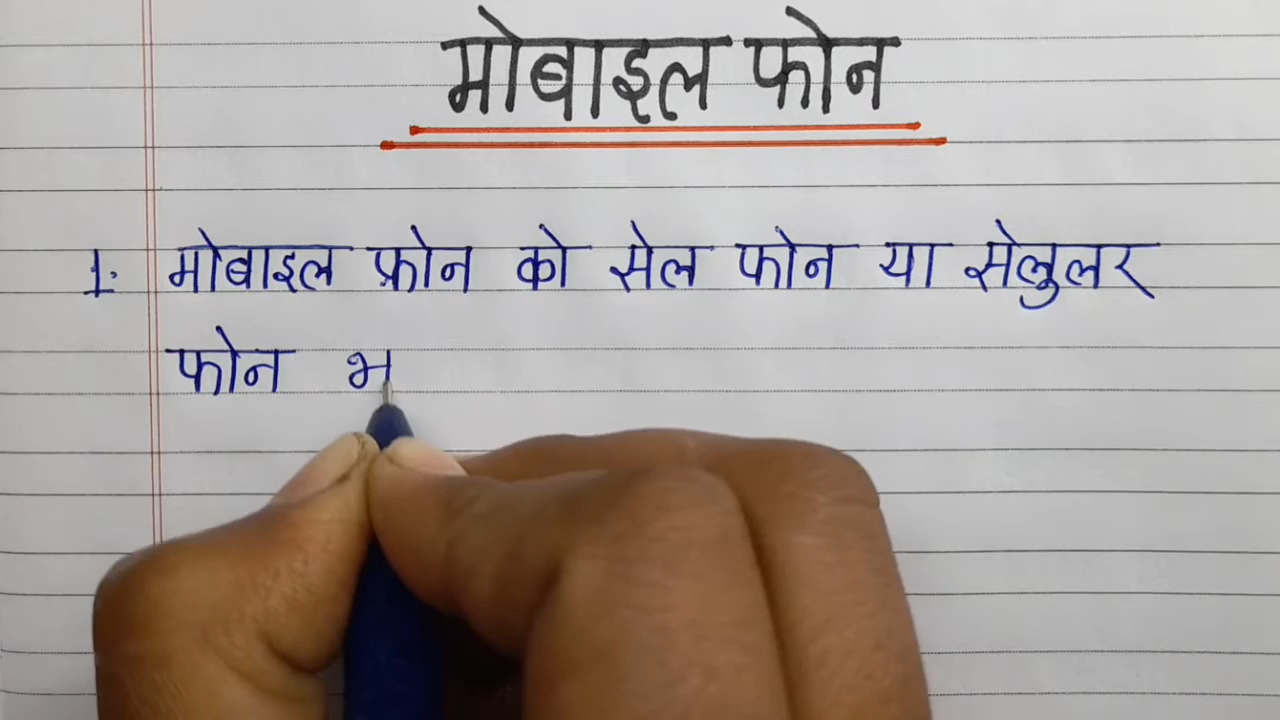 मोबाइल फोन
1. मोबाइल फ़ोन को सेल फोन या सेलुलर
फोन भ